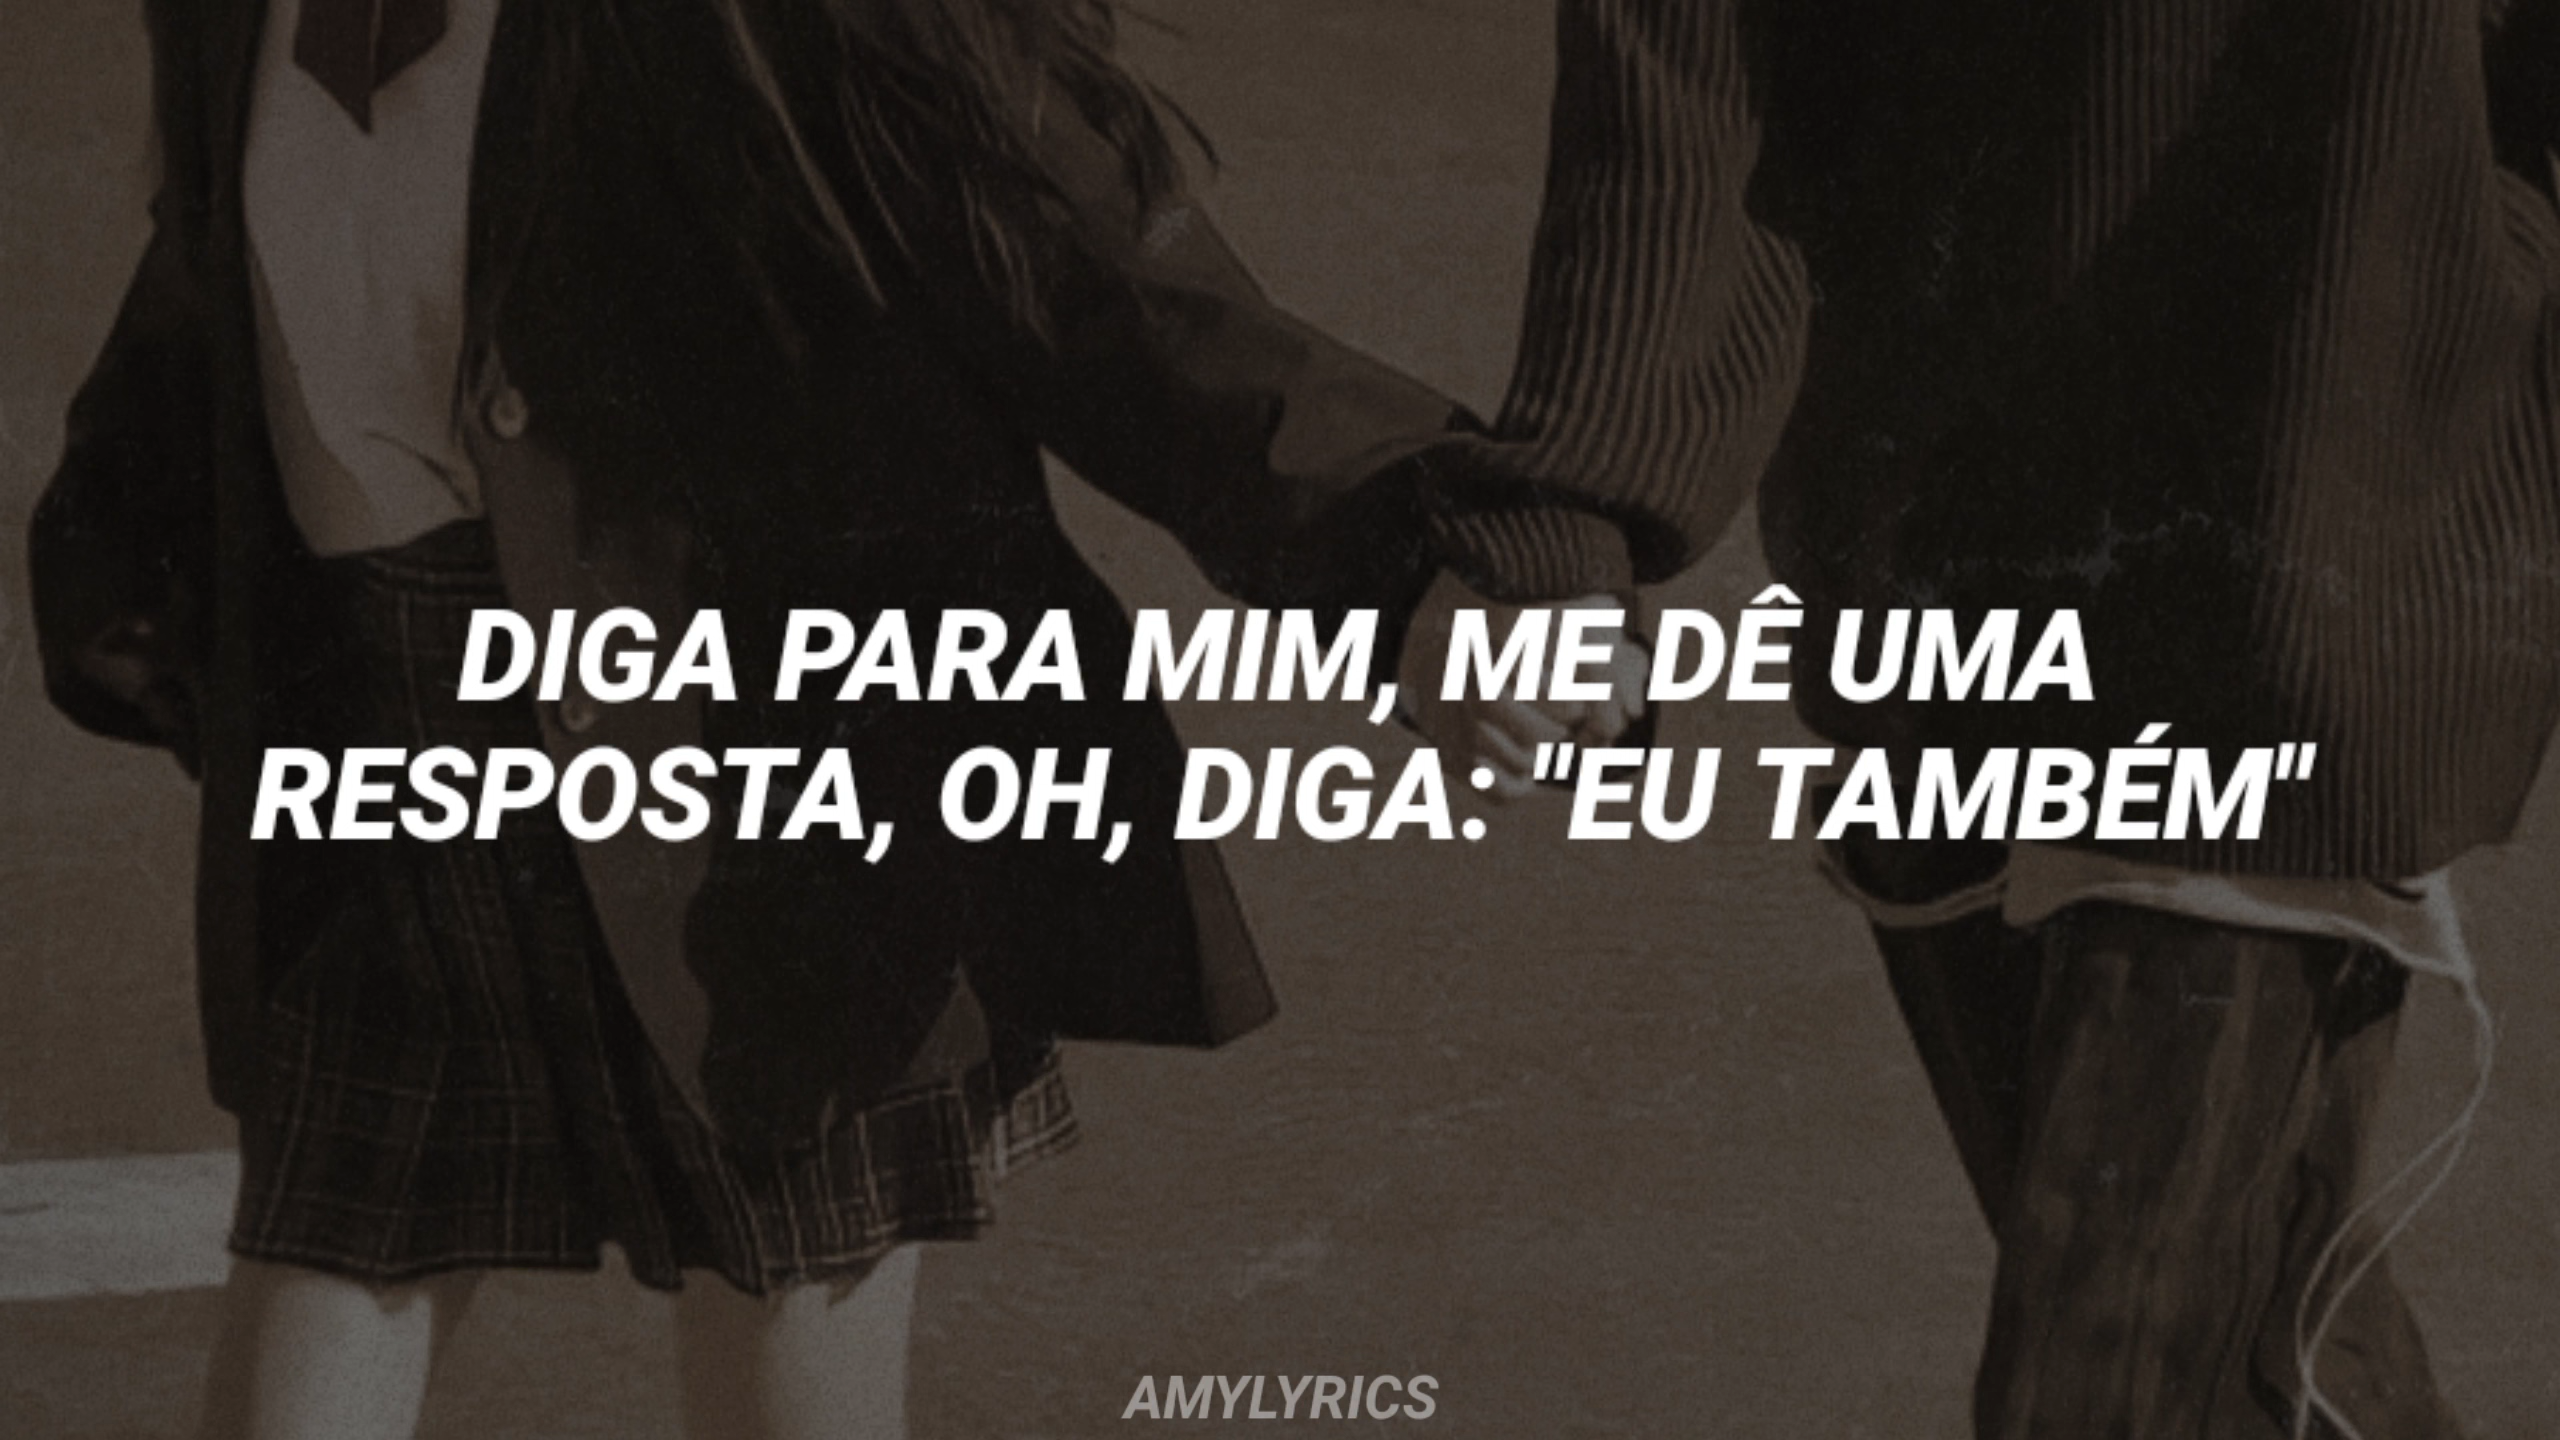 DIGA PARA MIM, ME DÊ UMA
RESPOSTA, OH, DIGA: "EU TAMBÉM"
AMYLYRICS